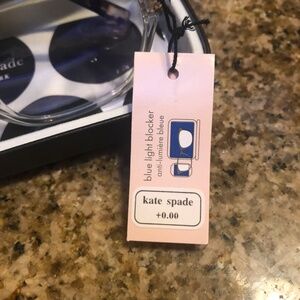 blue light blocker
anti-lumière bleue
kate spade
+0.00